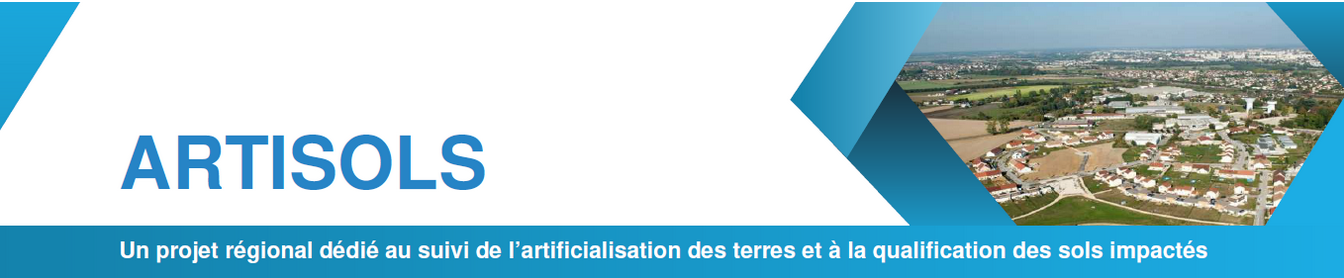 ARTISOLS
Un projet régional dédié au suivi de l’artificialisation des terres et à la qualification des sols impactés